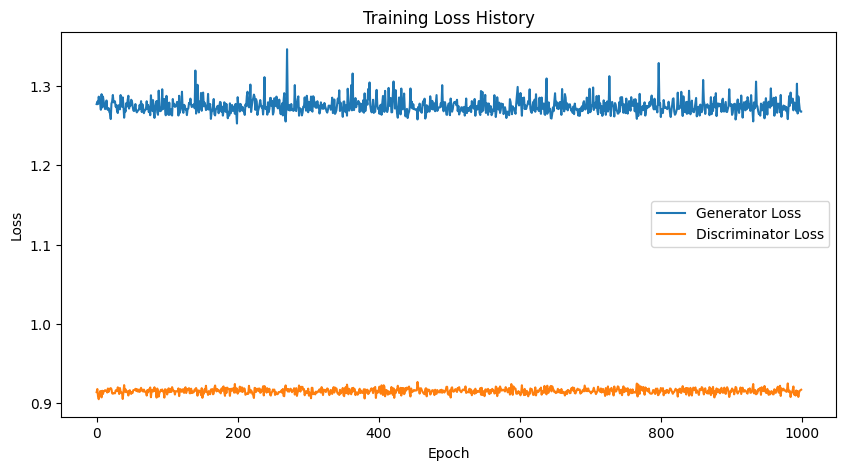 Training Loss History
1.3
1.2
1.1
1.0
0.9
Loss
Generator Loss
Discriminator Loss
0
200
400
600
800
1000
Epoch